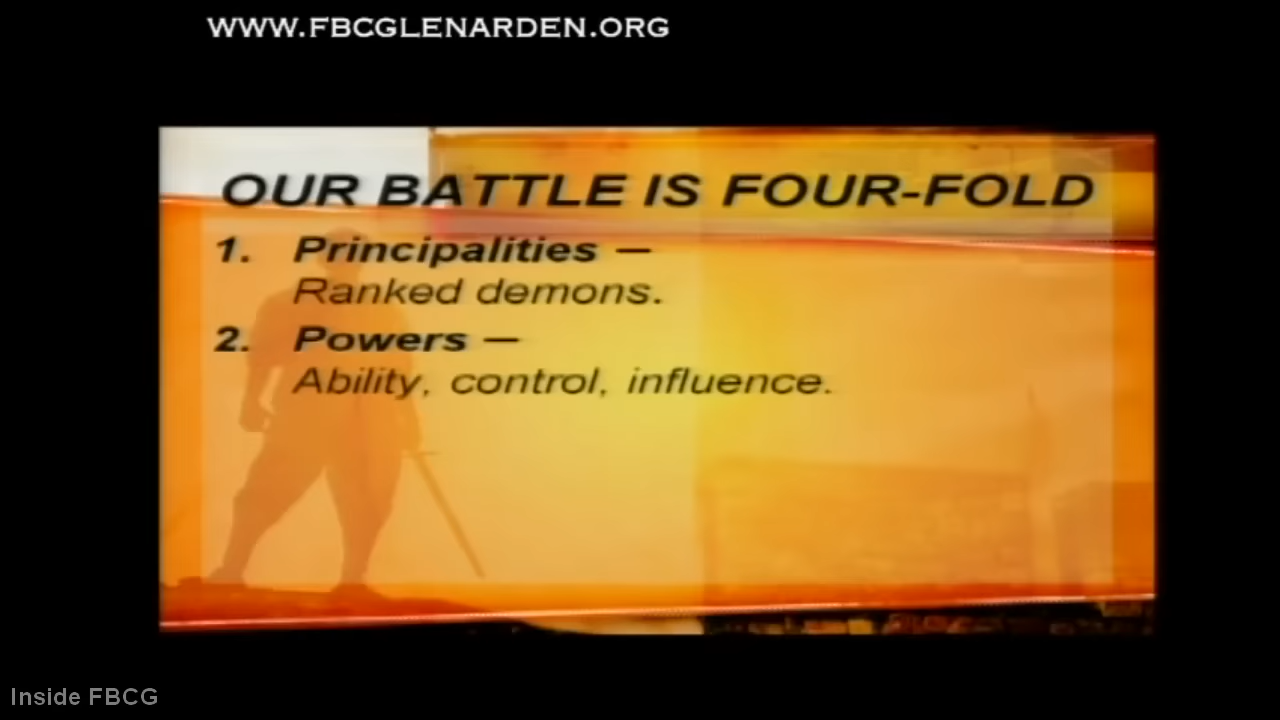 WWW.FBCGLENARDEN.ORG
OUR BATTLE IS FOUR-FOLD
1. Principalities —
Ranked demons.
2. Powers —
Ability, control, influence.
Inside FBCG